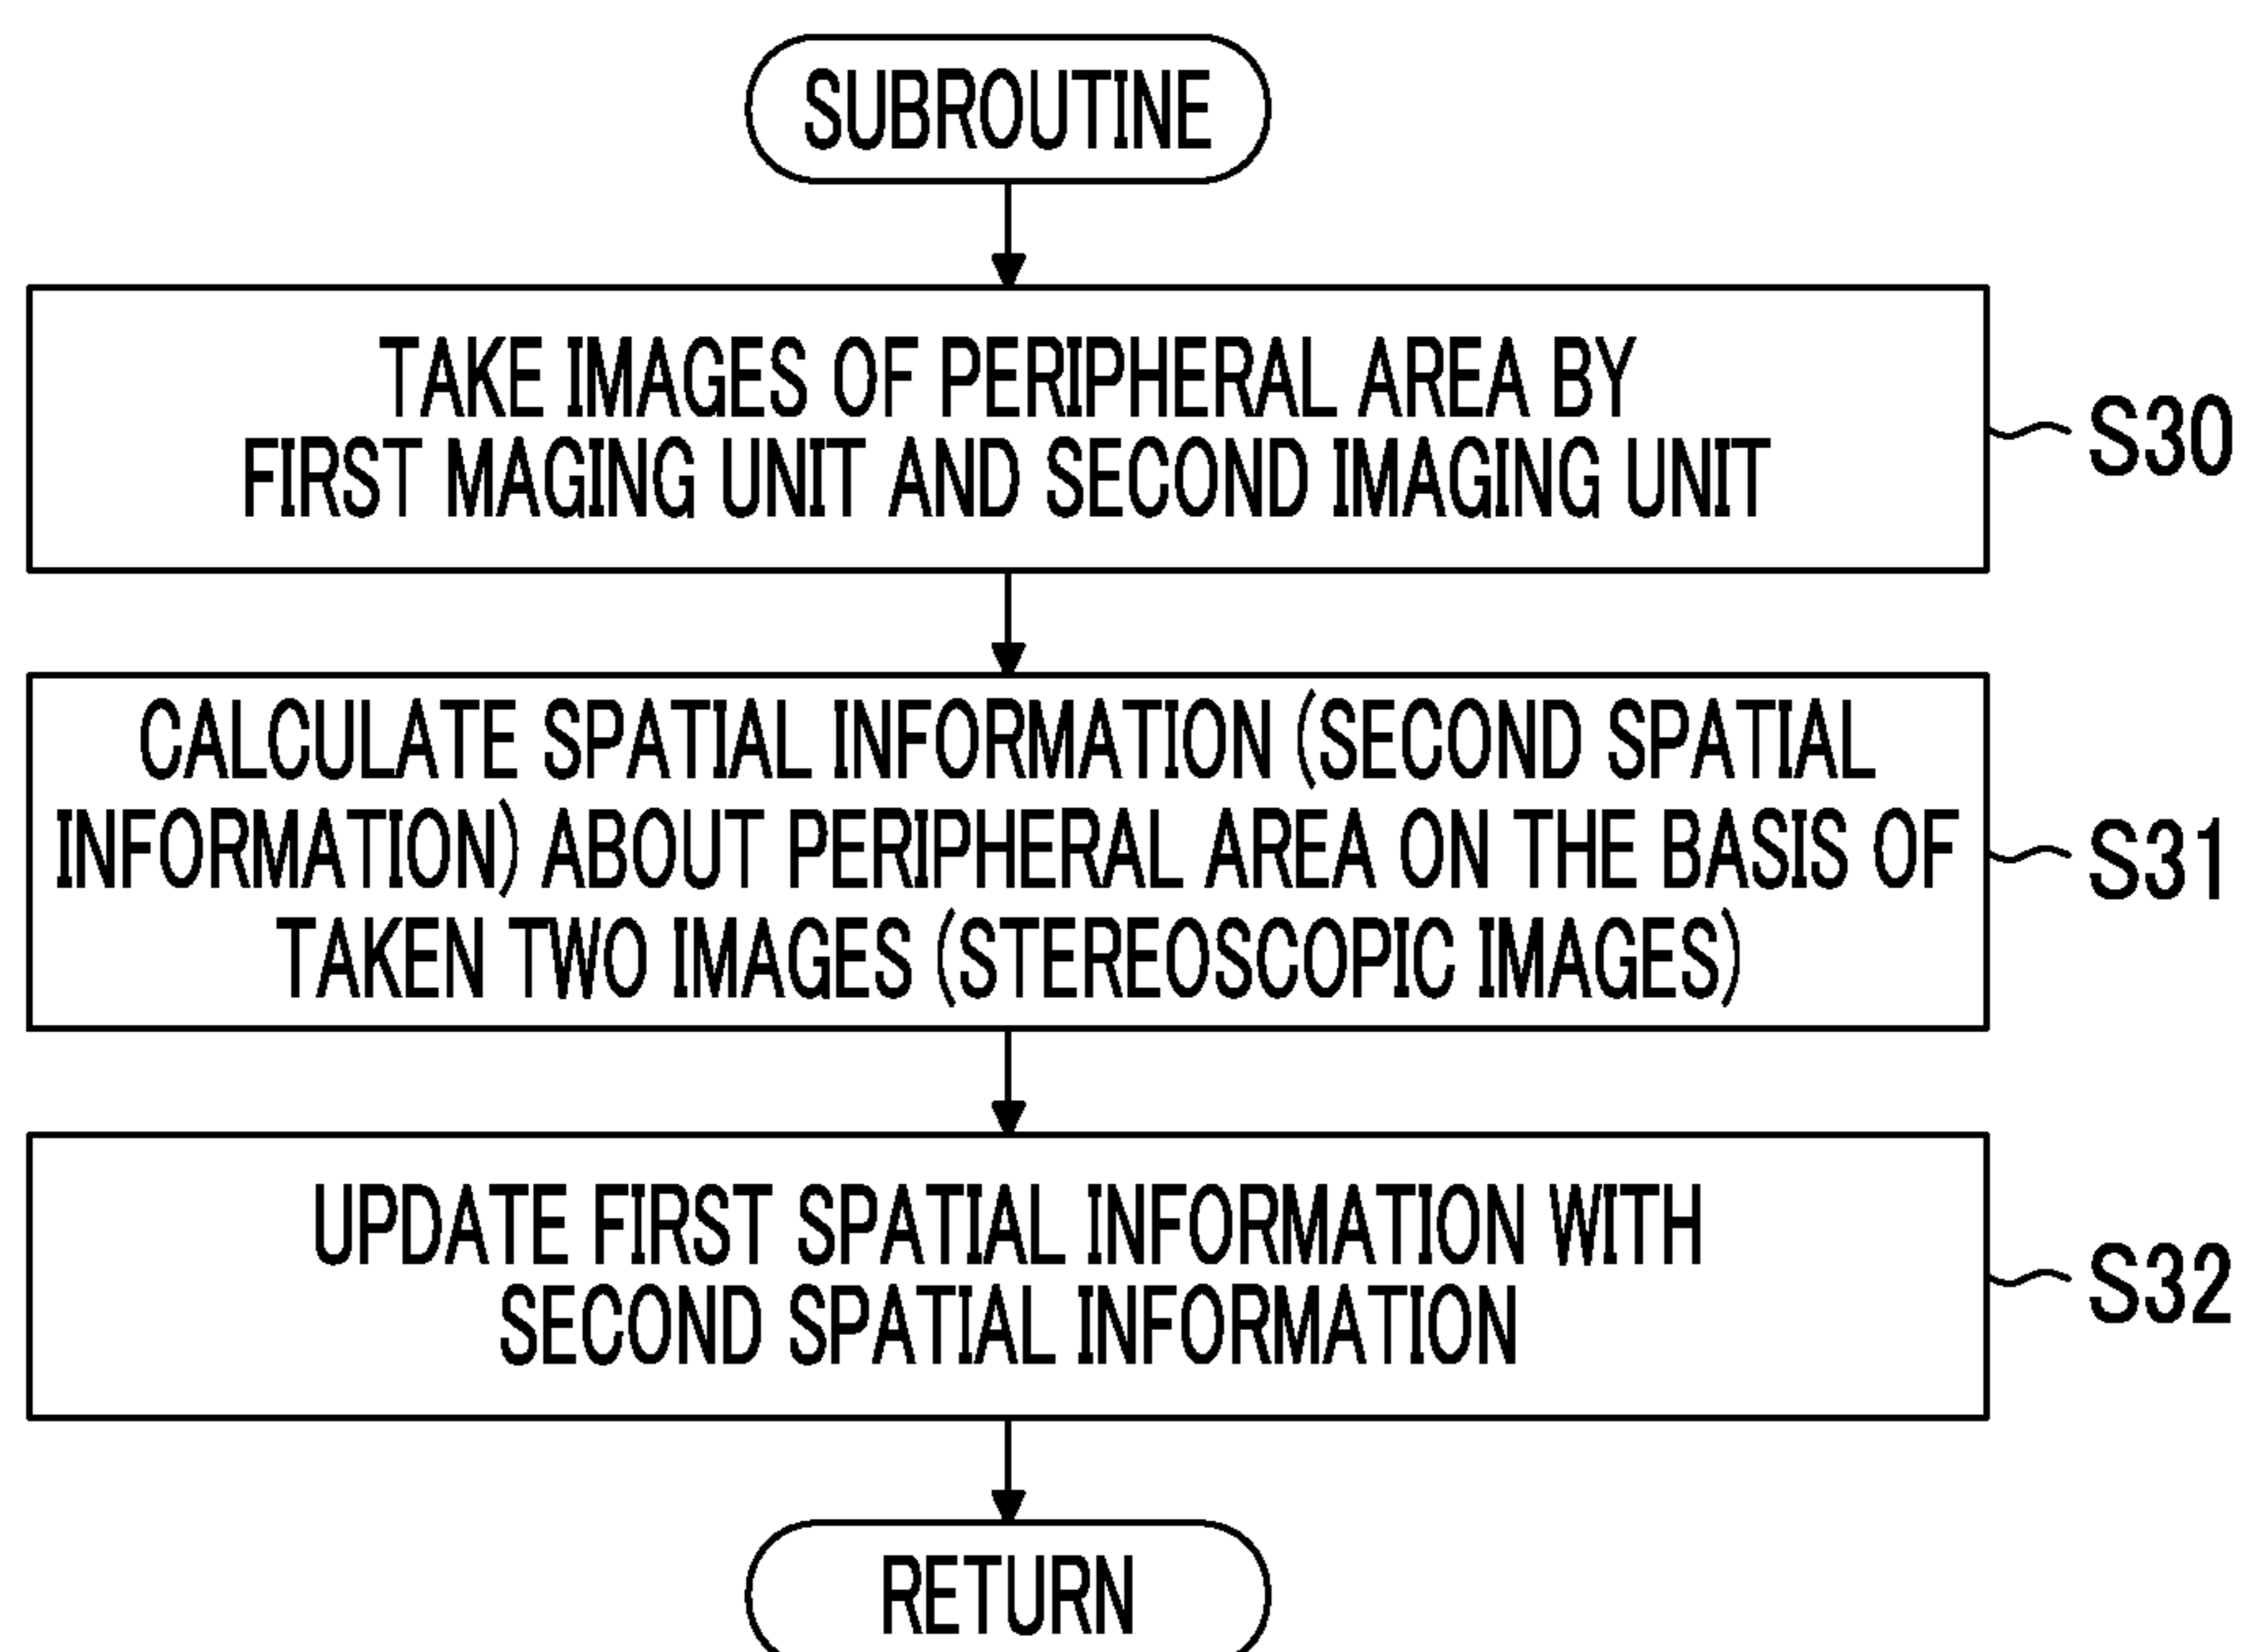 SUBROUTINE
TAKE IMAGES OF PERIPHERAL AREA BY
FIRST MAGING UNIT AND SECOND IMAGING UNIT
S30
CALCULATE SPATIAL INFORMATION (SECOND SPATIAL
INFORMATION) ABOUT PERIPHERAL AREA ON THE BASIS OF
TAKEN TWO IMAGES (STEREOSCOPIC IMAGES)
S31
UPDATE FIRST SPATIAL INFORMATION WITH
SECOND SPATIAL INFORMATION
S32
RETURN